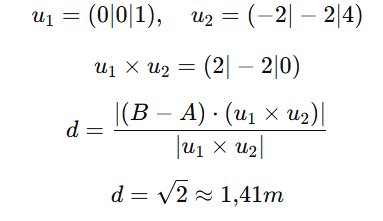 u₁ = (0|0|1), u₂ = (−2| − 2|4)
u₁ × u₂ = (2| − 2|0)
d = |(B − A) · (u₁ × u₂)| / |u₁ × u₂|
d = √2 ≈ 1,41m